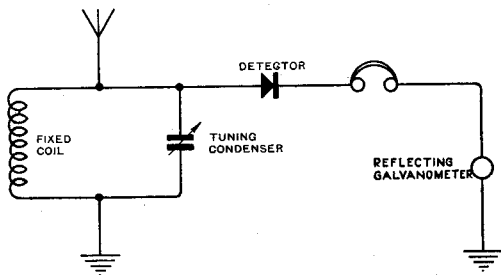 DETECTOR
FIXED
COIL
TUNING
CONDENSER
REFLECTING
GALVANOMETER